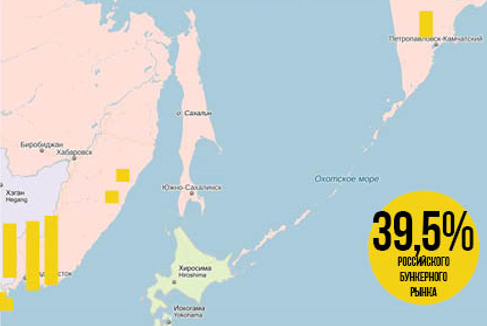 Петропавловск-Камчатский
о. Сахалин
Биробиджан
Хабаровск
Охотское море
Хэган
Hegang
Южно-Сахалинск
39,5%
РОССИЙСКОГО
БУНКЕРНОГО
РЫНКА
Хиросима
Hiroshima
Иокогама
Yokohama